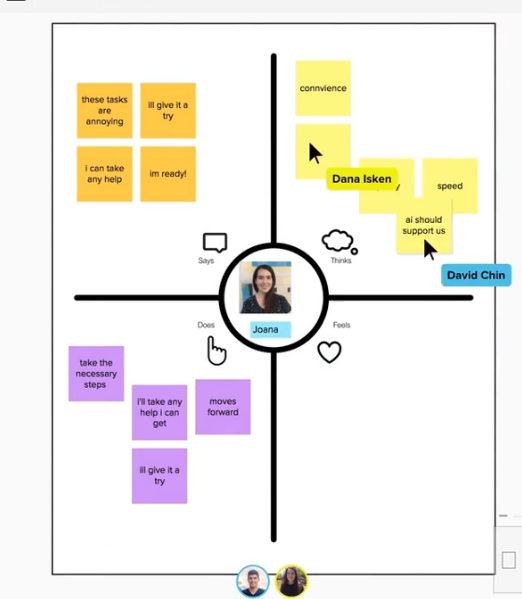 these tasks
are
annoying
ill give it a
try
i can take
any help
im ready!
connvience
Dana Isken
speed
ai should
support us
David Chin
Says
Thinks
Joana
Does
Feels
take the
necessary
steps
i'll take any
help i can
get
moves
forward
ill give it a
try